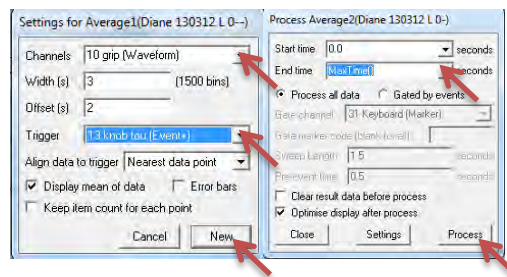 Settings for Average1(Diane 130312 L 0---)
Channels 10 grip (Waveform)
Width (s) 3 (1500 bins)
Offset (s) 2
Trigger 13 knob tou (Event+)
Align data to trigger Nearest data point
Display mean of data Error bars
Keep item count for each point
Cancel New
Process Average2(Diane 130312 L 0-)
Start time 0.0 seconds
End time MaxTime() seconds
Process all data Gated by events
Gate channel 31 Keyboard (Marker)
Gate marker code (blank for all)
Sweep Length 1.5 seconds
Pre-event time 0.5 seconds
Clear result data before process
Optimise display after process
Close Settings Process